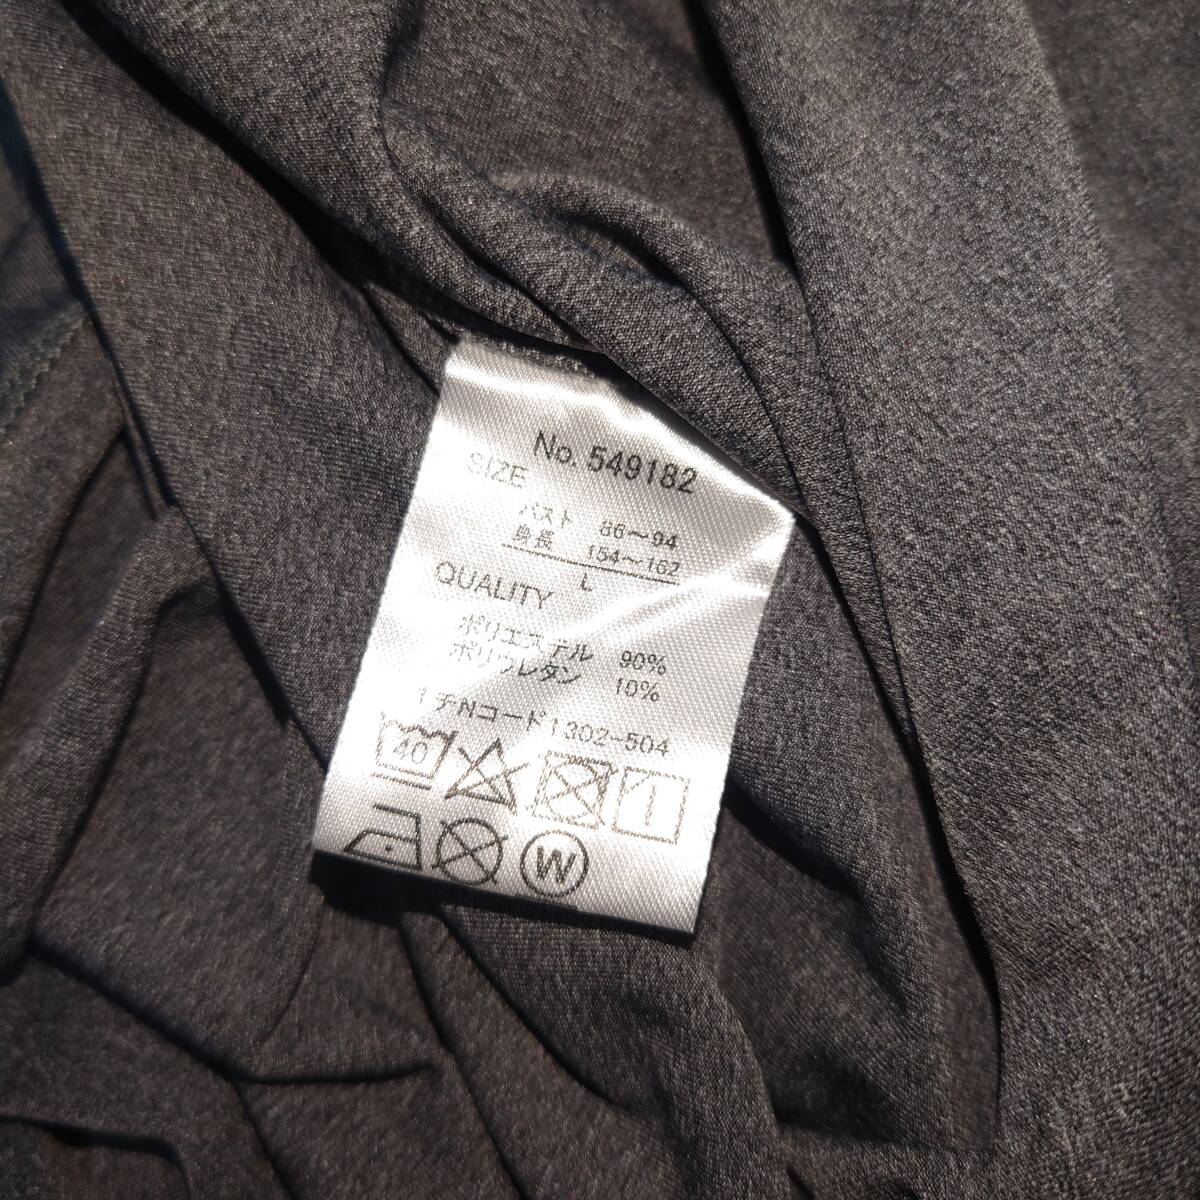 No. 549182
SIZE
バスト 86～94
身長 154～162
L
QUALITY
ポリエステル 90%
ポリウレタン 10%
イチNコード1302-504
40
W